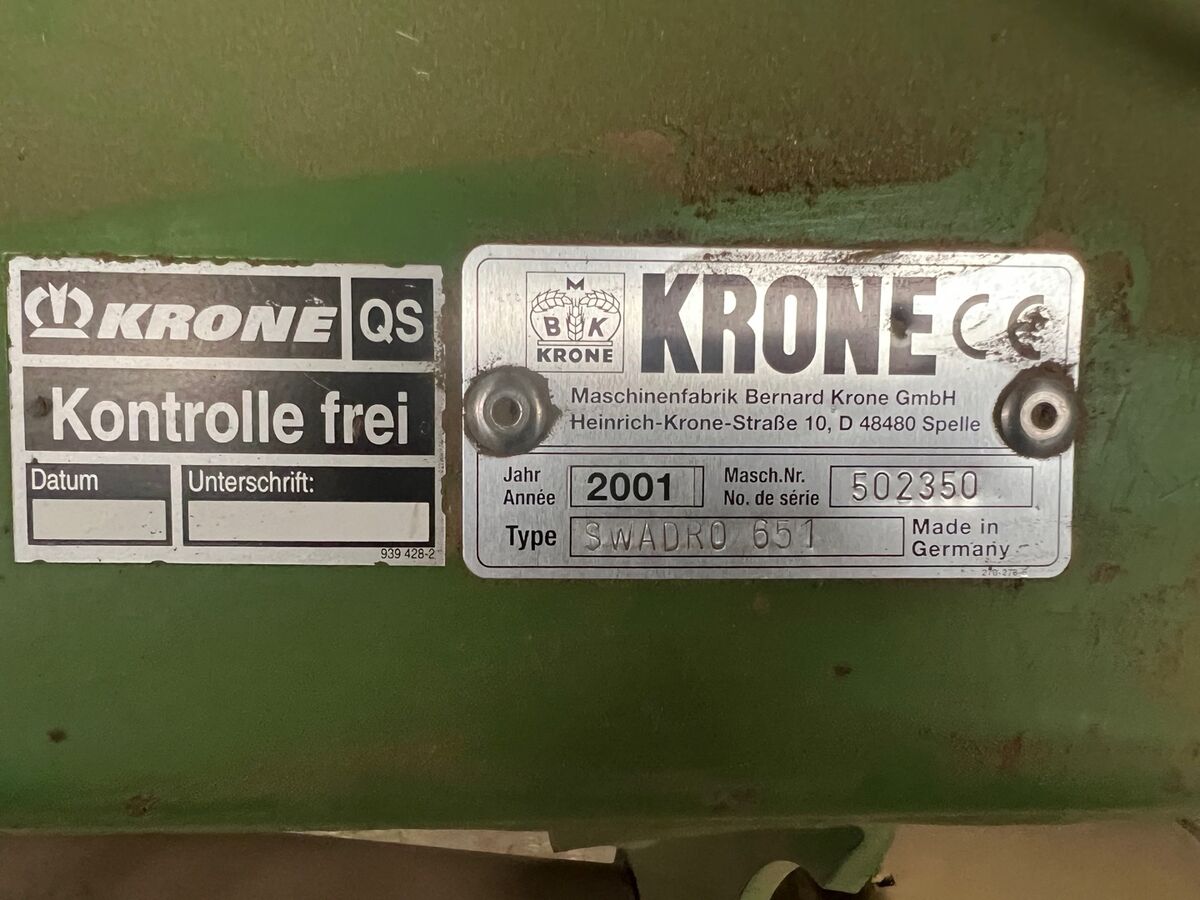 KRONE QS
Kontrolle frei
Datum Unterschrift:
939 428-2
M
B K
KRONE
KRONE CE
Maschinenfabrik Bernard Krone GmbH
Heinrich-Krone-Straße 10, D 48480 Spelle
Jahr
Année
2001
Masch.Nr.
No. de série
502350
Type SWADRO 651
Made in
Germany